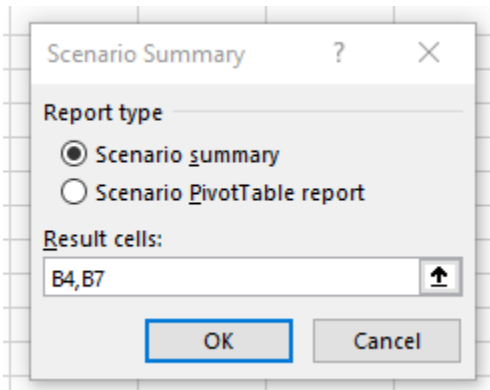 Scenario Summary ?
Report type
Scenario summary
Scenario PivotTable report
Result cells:
B4,B7
OK Cancel